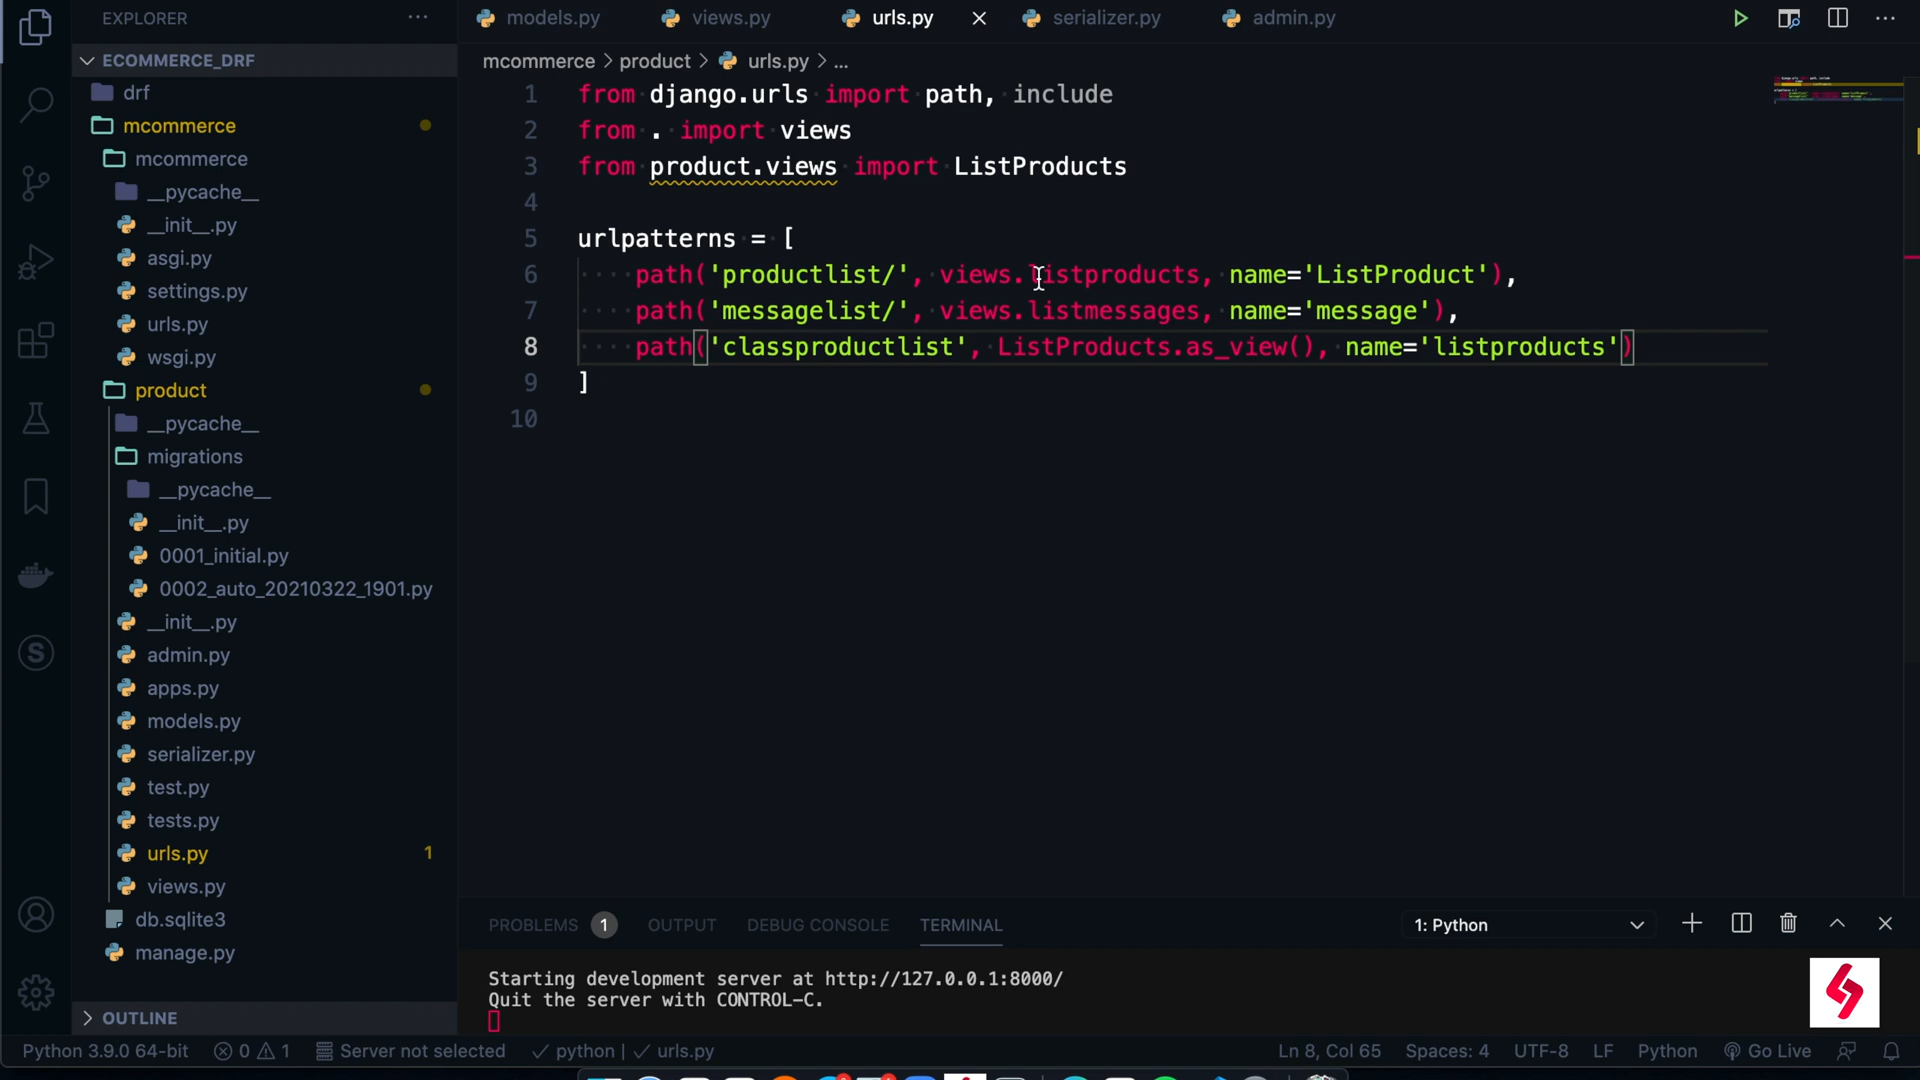 EXPLORER ···
models.py views.py urls.py serializer.py admin.py
ECOMMERCE_DRF
mcommerce > product > urls.py > ...
drf
mcommerce
mcommerce
__pycache__
__init__.py
asgi.py
settings.py
urls.py
wsgi.py
product
__pycache__
migrations
__pycache__
__init__.py
0001_initial.py
0002_auto_20210322_1901.py
__init__.py
admin.py
apps.py
models.py
serializer.py
test.py
tests.py
urls.py 1
views.py
db.sqlite3
manage.py
OUTLINE
1 from django.urls import path, include
2 from . import views
3 from product.views import ListProducts
4
5 urlpatterns = [
6 path('productlist/', views.listproducts, name='ListProduct'),
7 path('messagelist/', views.listmessages, name='message'),
8 path('classproductlist', ListProducts.as_view(), name='listproducts')
9 ]
10
PROBLEMS 1 OUTPUT DEBUG CONSOLE TERMINAL 1: Python
Starting development server at http://127.0.0.1:8000/
Quit the server with CONTROL-C.
Python 3.9.0 64-bit 0 1 Server not selected python | urls.py Ln 8, Col 65 Spaces: 4 UTF-8 LF Python Go Live